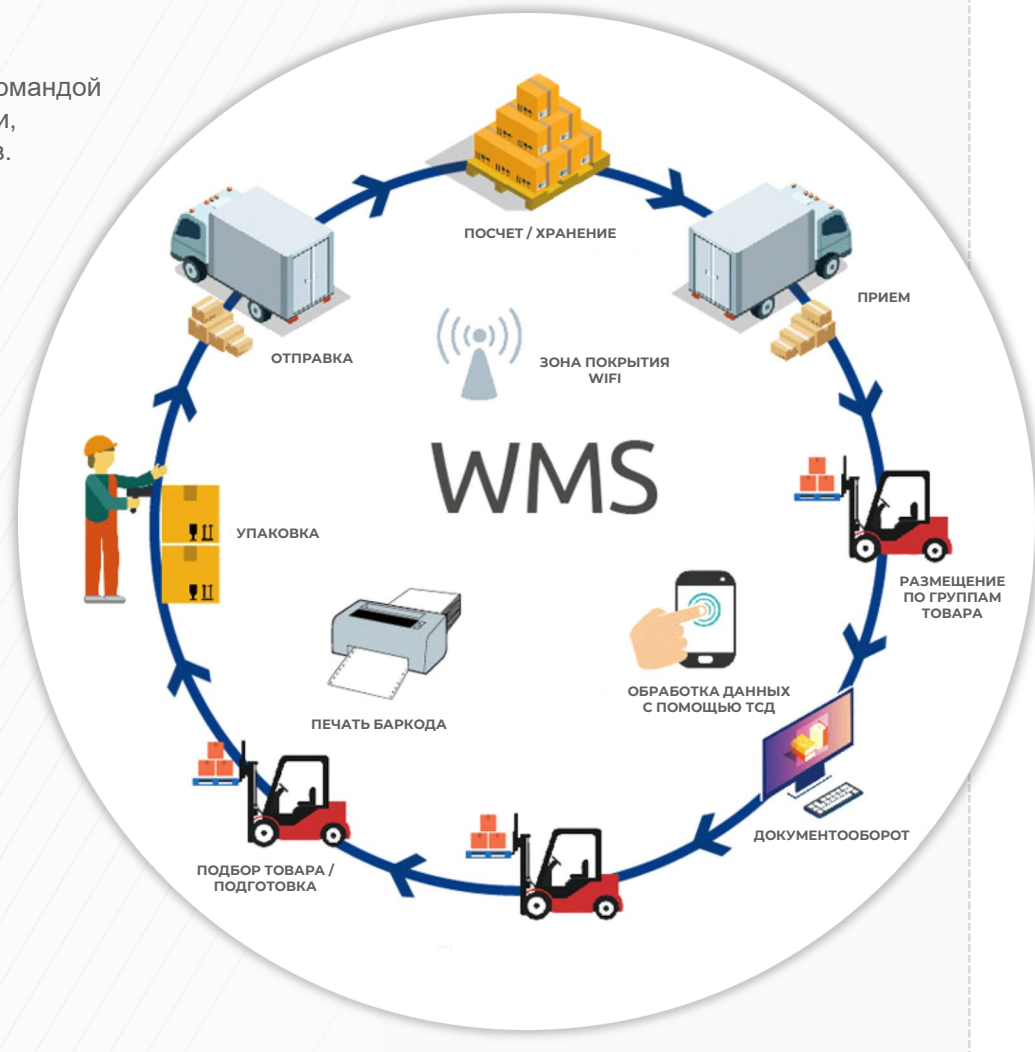 омандой
и,
в.
ПОСЧЕТ / ХРАНЕНИЕ
ПРИЕМ
ОТПРАВКА
ЗОНА ПОКРЫТИЯ
WIFI
WMS
УПАКОВКА
РАЗМЕЩЕНИЕ
ПО ГРУППАМ
ТОВАРА
ОБРАБОТКА ДАННЫХ
С ПОМОЩЬЮ ТСД
ПЕЧАТЬ БАРКОДА
ДОКУМЕНТООБОРОТ
ПОДБОР ТОВАРА /
ПОДГОТОВКА